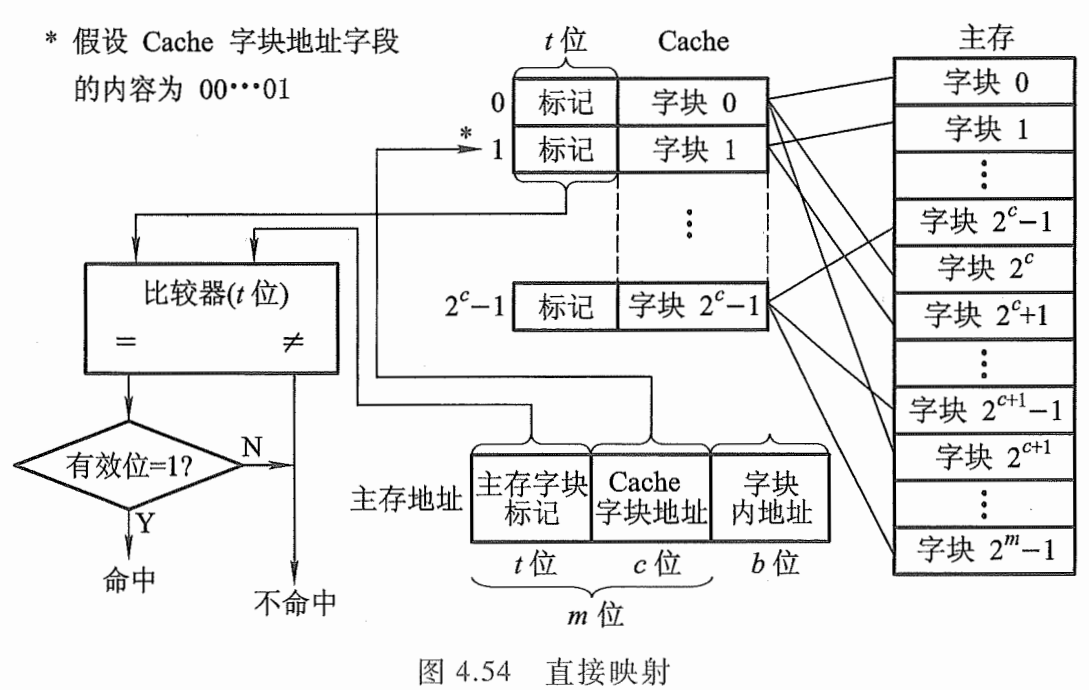 * 假设 Cache 字块地址字段
的内容为 00…01
t 位
Cache
主存
0 标记 字块 0
* 1 标记 字块 1
⋮
2^c−1 标记 字块 2^c−1
字块 0
字块 1
⋮
字块 2^c−1
字块 2^c
字块 2^c+1
⋮
字块 2^{c+1}−1
字块 2^{c+1}
⋮
字块 2^m−1
比较器(t 位)
= ≠
有效位=1?
N
Y
命中
不命中
主存地址
主存字块
标记
Cache
字块地址
字块
内地址
t 位
c 位
b 位
m 位
图 4.54 直接映射